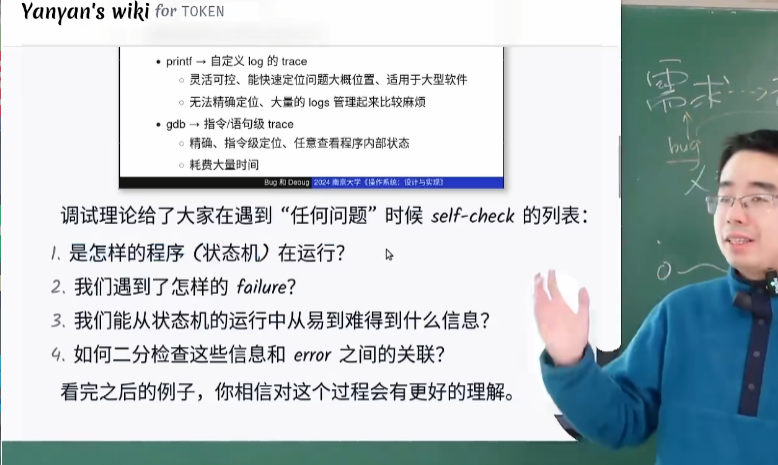 Yanyan's wiki for TOKEN
• printf → 自定义 log 的 trace
○ 灵活可控、能快速定位问题大概位置、适用于大型软件
○ 无法精确定位、大量的 logs 管理起来比较麻烦
• gdb → 指令/语句级 trace
○ 精确、指令级定位、任意查看程序内部状态
○ 耗费大量时间
Bug 和 Debug 2024 南京大学《操作系统：设计与实现》
调试理论给了大家在遇到“任何问题”时候 self-check 的列表：
1. 是怎样的程序（状态机）在运行？
2. 我们遇到了怎样的 failure？
3. 我们能从状态机的运行中从易到难得到什么信息？
4. 如何二分检查这些信息和 error 之间的关联？
看完之后的例子，你相信对这个过程会有更好的理解。
需求
bug